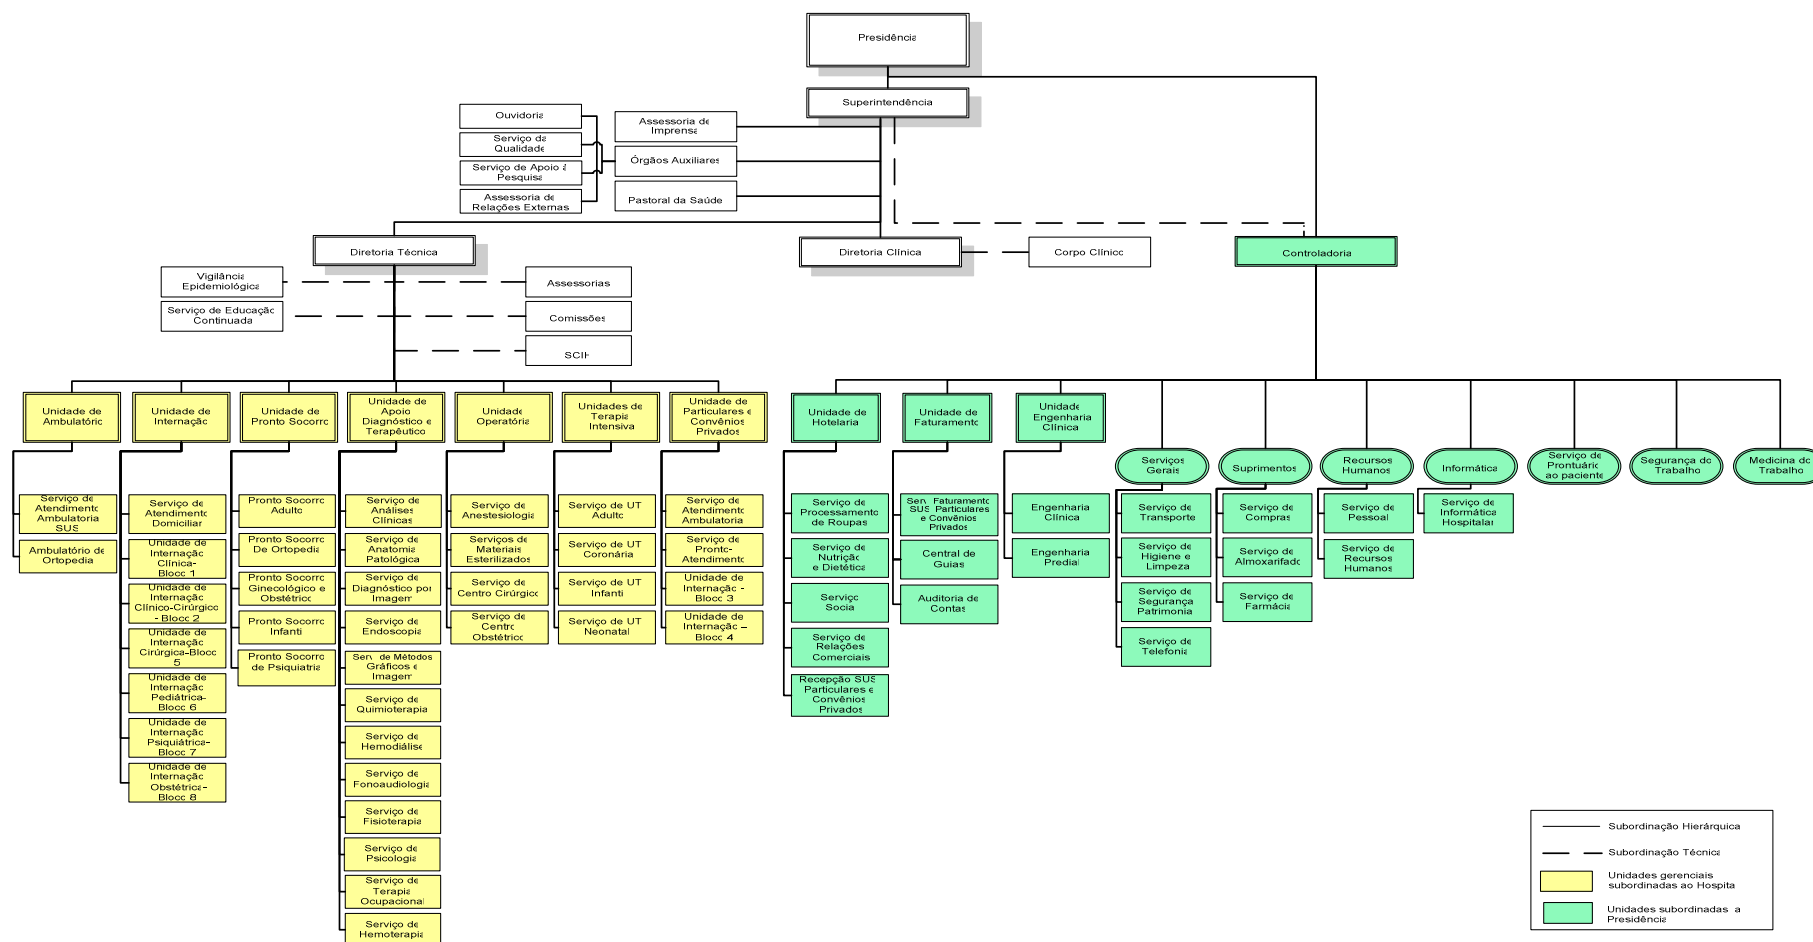 Presidência
Superintendência
Ouvidoria
Serviço da
Qualidade
Serviço de Apoio à
Pesquisa
Assessoria de
Relações Externas
Assessoria de
Imprensa
Órgãos Auxiliares
Pastoral da Saúde
Diretoria Técnica
Diretoria Clínica
Corpo Clínico
Controladoria
Vigilância
Epidemiológica
Serviço de Educação
Continuada
Assessorias
Comissões
SCIH
Unidade de
Ambulatório
Unidade de
Internação
Unidade de
Pronto Socorro
Unidade de
Apoio
Diagnóstico e
Terapêutico
Unidade
Operatória
Unidades de
Terapia
Intensiva
Unidade de
Particulares e
Convênios
Privados
Unidade de
Hotelaria
Unidade de
Faturamento
Unidade
Engenharia
Clínica
Serviços
Gerais
Suprimentos
Recursos
Humanos
Informática
Serviço de
Prontuário
ao paciente
Segurança do
Trabalho
Medicina do
Trabalho
Serviço de
Atendimento
Ambulatorial
SUS
Ambulatório de
Ortopedia
Serviço de
Atendimento
Domiciliar
Unidade de
Internação
Clínica-
Bloco 1
Unidade de
Internação
Clínico-Cirúrgico
- Bloco 2
Unidade de
Internação
Cirúrgica-Bloco
5
Unidade de
Internação
Pediátrica-
Bloco 6
Unidade de
Internação
Psiquiátrica-
Bloco 7
Unidade de
Internação
Obstétrica-
Bloco 8
Pronto Socorro
Adulto
Pronto Socorro
De Ortopedia
Pronto Socorro
Ginecológico e
Obstétrico
Pronto Socorro
Infantil
Pronto Socorro
de Psiquiatria
Serviço de
Análises
Clínicas
Serviço de
Anatomia
Patológica
Serviço de
Diagnóstico por
Imagem
Serviço de
Endoscopia
Serv. de Métodos
Gráficos e
Imagem
Serviço de
Quimioterapia
Serviço de
Hemodiálise
Serviço de
Fonoaudiologia
Serviço de
Fisioterapia
Serviço de
Psicologia
Serviço de
Terapia
Ocupacional
Serviço de
Hemoterapia
Serviço de
Anestesiologia
Serviços de
Materiais
Esterilizados
Serviço de
Centro Cirúrgico
Serviço de
Centro
Obstétrico
Serviço de UTI
Adulto
Serviço de UTI
Coronária
Serviço de UTI
Infantil
Serviço de UTI
Neonatal
Serviço de
Atendimento
Ambulatorial
Serviço de
Pronto-
Atendimento
Unidade de
Internação -
Bloco 3
Unidade de
Internação –
Bloco 4
Serviço de
Processamento
de Roupas
Serviço de
Nutrição
e Dietética
Serviço
Social
Serviço de
Relações
Comerciais
Recepção SUS
Particulares e
Convênios
Privados
Serv. Faturamento
SUS, Particulares
e Convênios
Privados
Central de
Guias
Auditoria de
Contas
Engenharia
Clínica
Engenharia
Predial
Serviço de
Transporte
Serviço de
Higiene e
Limpeza
Serviço de
Segurança
Patrimonial
Serviço de
Telefonia
Serviço de
Compras
Serviço de
Almoxarifado
Serviço de
Farmácia
Serviço de
Pessoal
Serviço de
Recursos
Humanos
Serviço de
Informática
Hospitalar
Subordinação Hierárquica
Subordinação Técnica
Unidades gerenciais
subordinadas ao Hospital
Unidades subordinadas a
Presidência